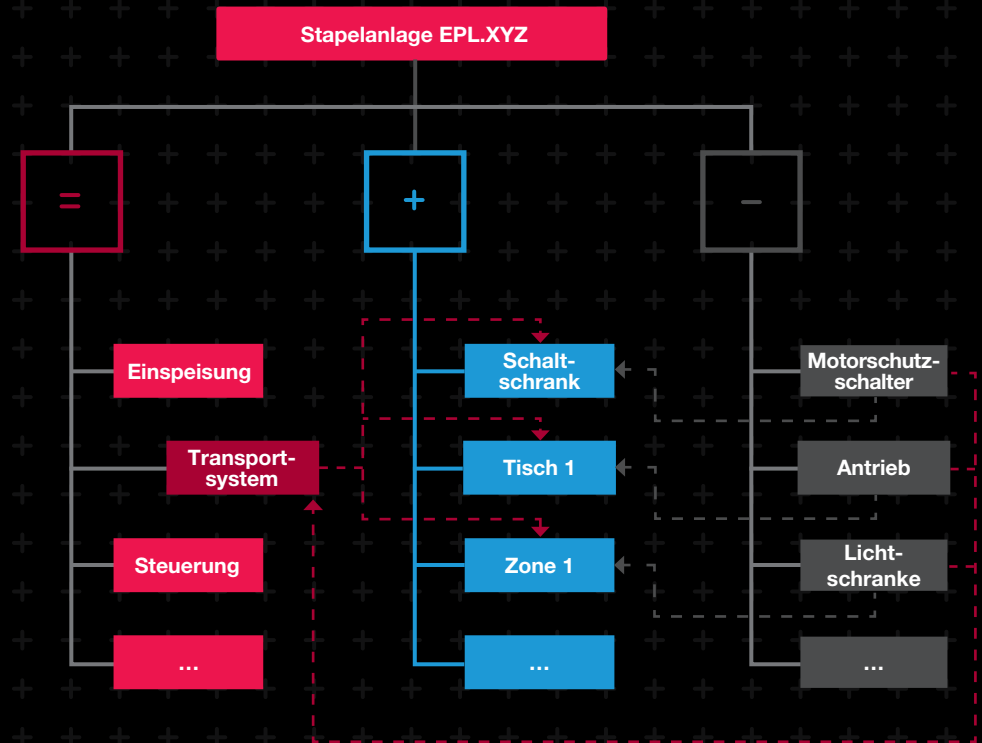 Stapelanlage EPL.XYZ
=
+
–
Einspeisung
Transport-
system
Steuerung
...
Schalt-
schrank
Tisch 1
Zone 1
...
Motorschutz-
schalter
Antrieb
Licht-
schranke
...